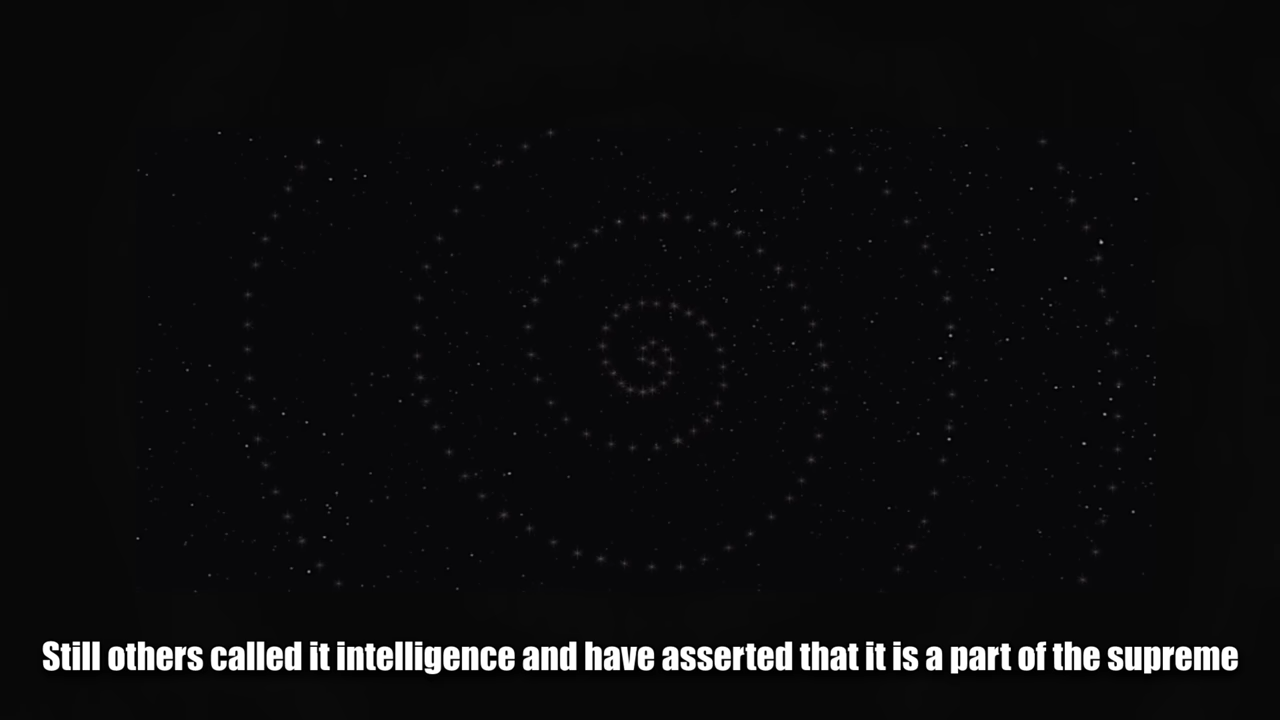 Still others called it intelligence and have asserted that it is a part of the supreme